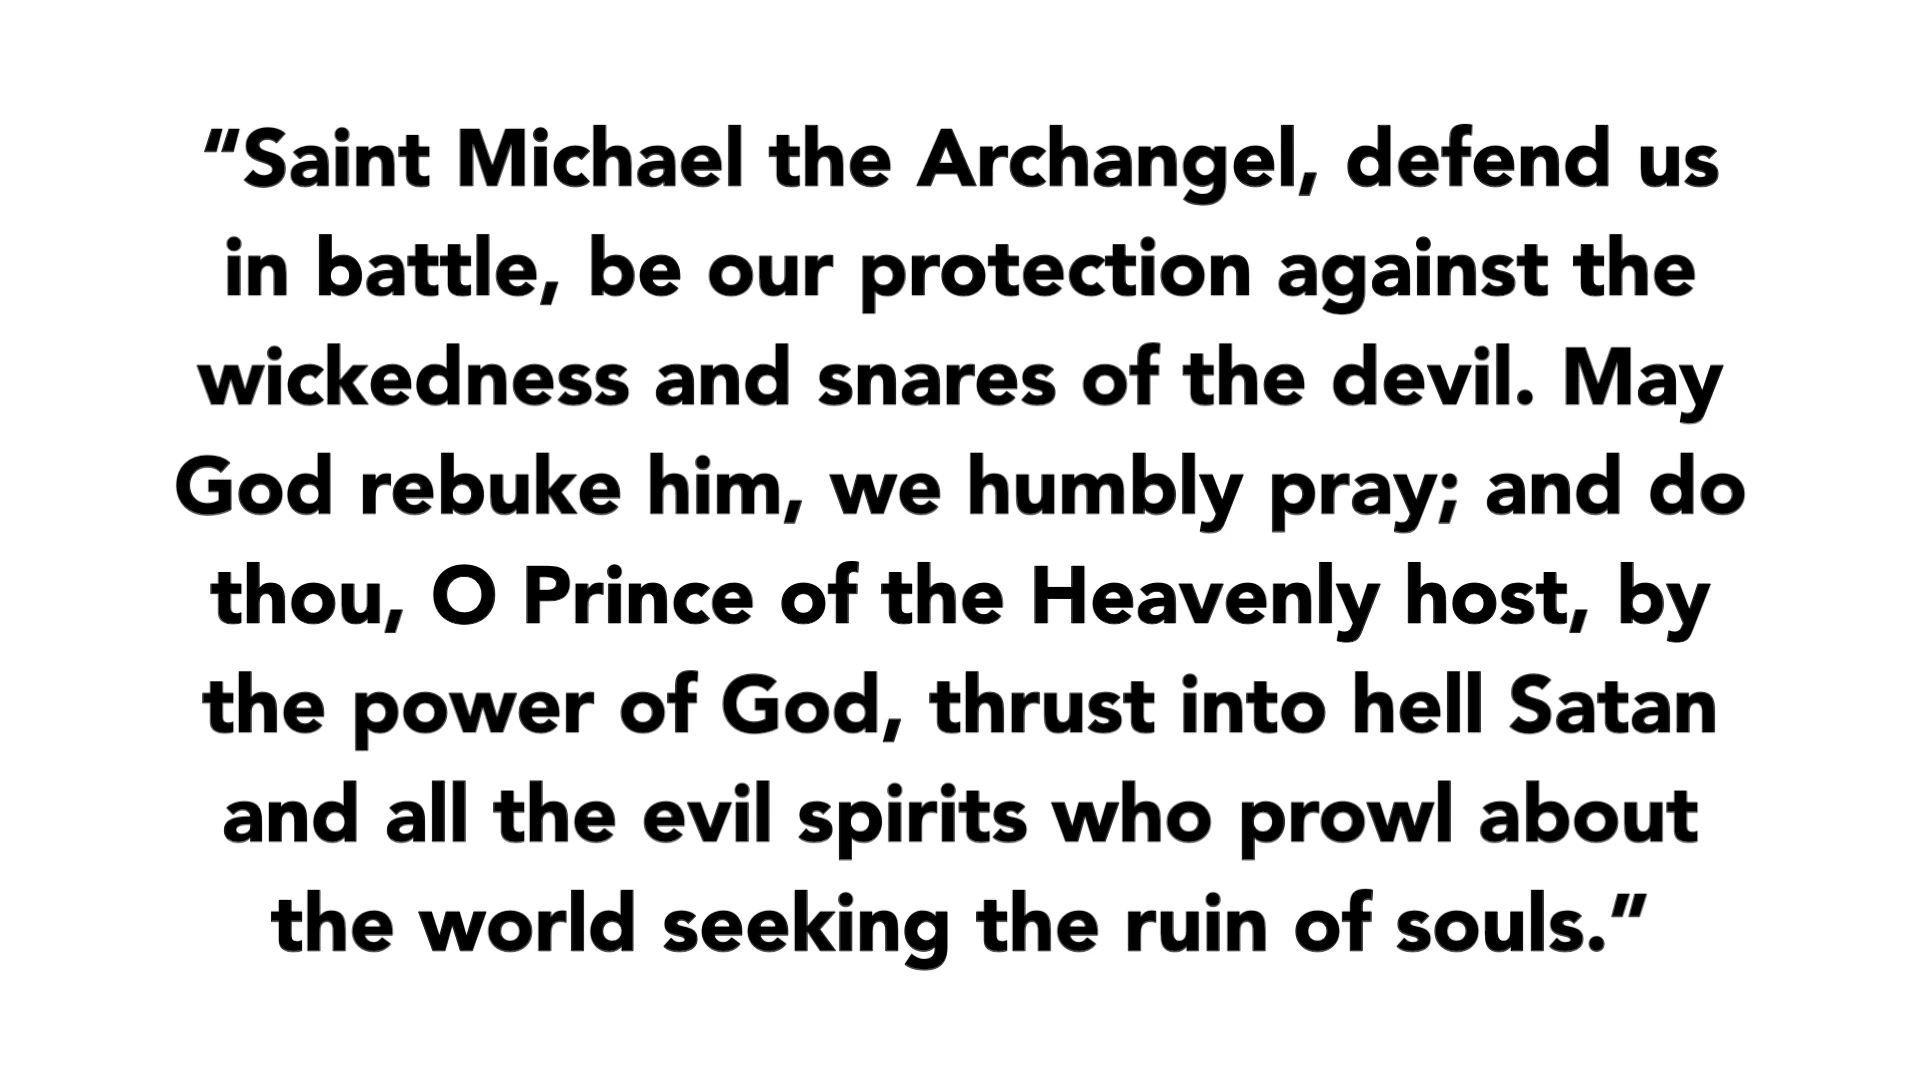 “Saint Michael the Archangel, defend us
in battle, be our protection against the
wickedness and snares of the devil. May
God rebuke him, we humbly pray; and do
thou, O Prince of the Heavenly host, by
the power of God, thrust into hell Satan
and all the evil spirits who prowl about
the world seeking the ruin of souls.”